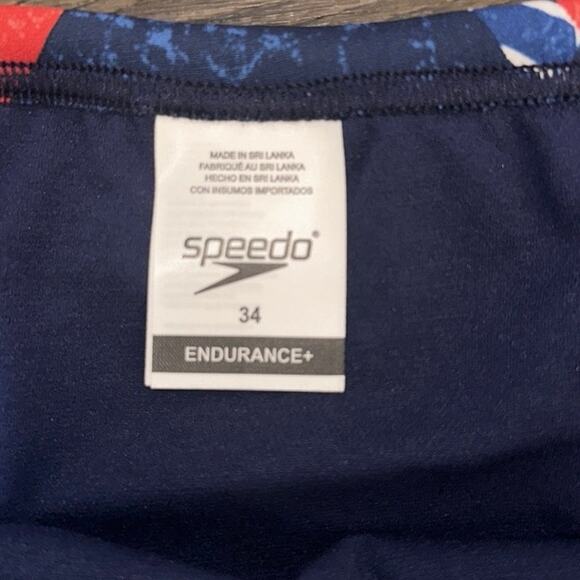 MADE IN SRI LANKA
FABRIQUÉ AU SRI LANKA
HECHO EN SRI LANKA
CON INSUMOS IMPORTADOS
speedo®
34
ENDURANCE+